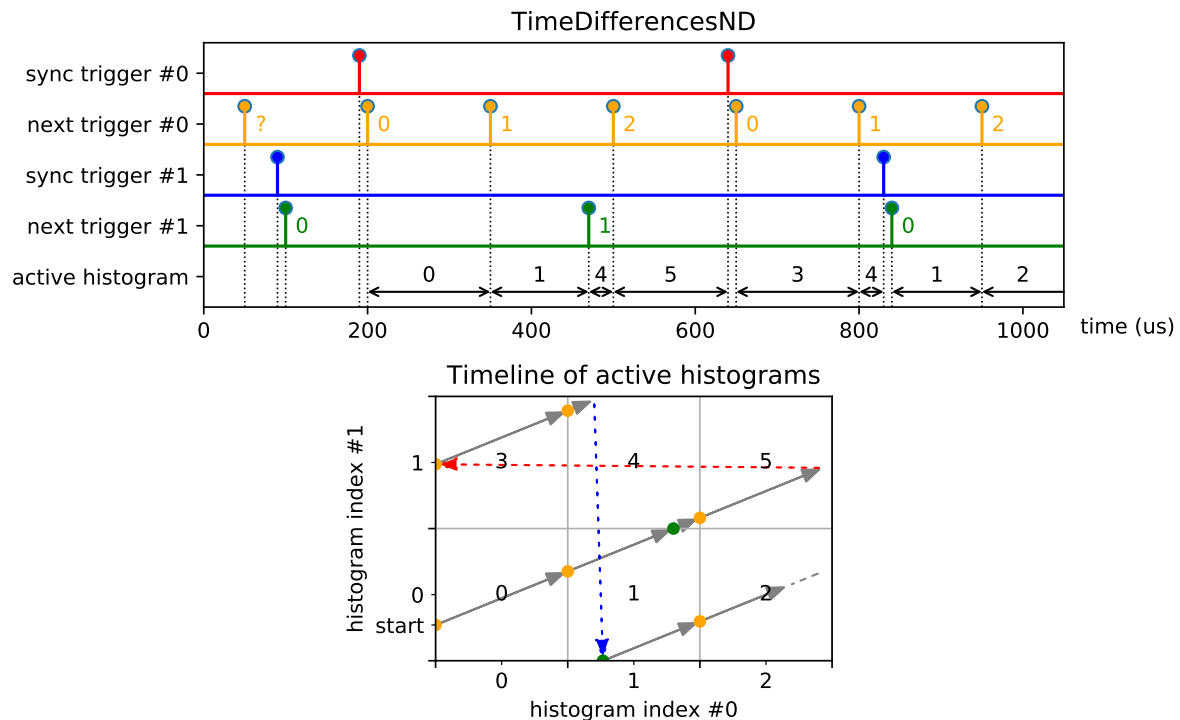 TimeDifferencesND
sync trigger #0
next trigger #0 ? 0 1 2 0 1 2
sync trigger #1
next trigger #1 0 1 0
active histogram 0 1 4 5 3 4 1 2
0 200 400 600 800 1000 time (us)
Timeline of active histograms
histogram index #1
1 3 4 5
0 0 1 2
start
0 1 2
histogram index #0